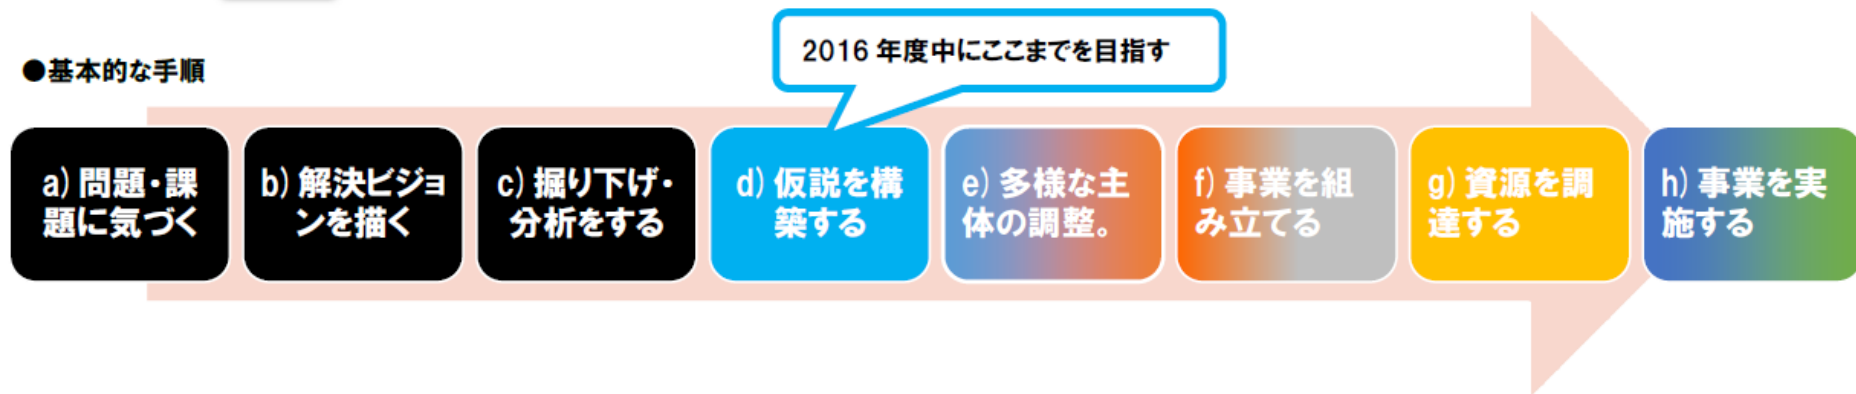 2016 年度中にここまでを目指す
●基本的な手順
a) 問題・課
題に気づく
b) 解決ビジョ
ンを描く
c) 掘り下げ・
分析をする
d) 仮説を構
築する
e) 多様な主
体の調整。
f) 事業を組
み立てる
g) 資源を調
達する
h) 事業を実
施する